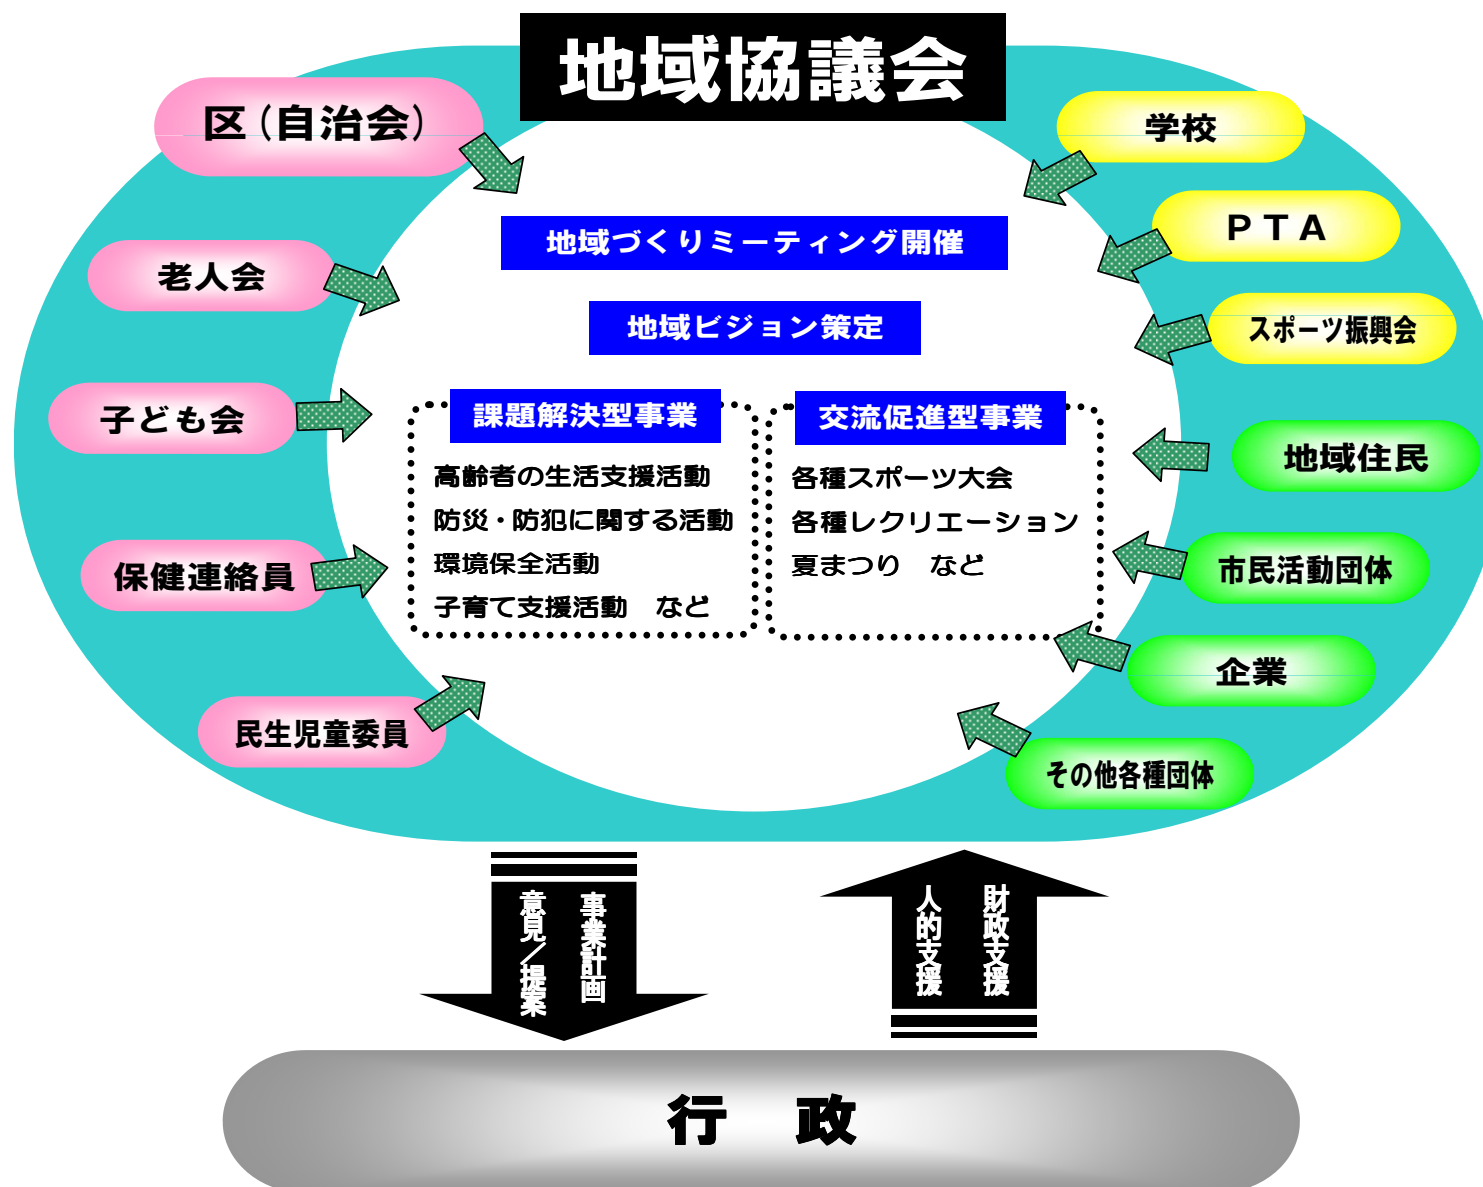 地域協議会
区(自治会)
老人会
子ども会
保健連絡員
民生児童委員
学校
PTA
スポーツ振興会
地域住民
市民活動団体
企業
その他各種団体
地域づくりミーティング開催
地域ビジョン策定
課題解決型事業
高齢者の生活支援活動
防災・防犯に関する活動
環境保全活動
子育て支援活動 など
交流促進型事業
各種スポーツ大会
各種レクリエーション
夏まつり など
事業計画
意見/提案
財政支援
人的支援
行 政